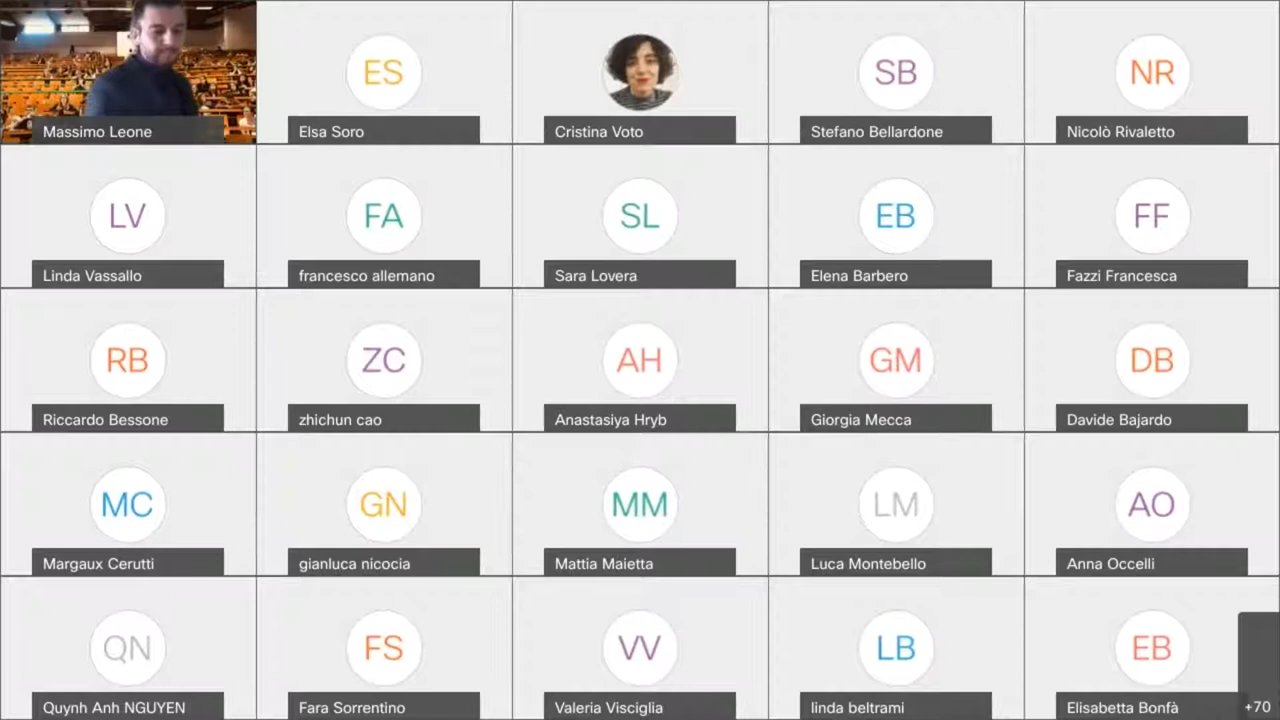 Massimo Leone
ES
Elsa Soro
Cristina Voto
SB
Stefano Bellardone
NR
Nicolò Rivaletto
LV
Linda Vassallo
FA
francesco allemano
SL
Sara Lovera
EB
Elena Barbero
FF
Fazzi Francesca
RB
Riccardo Bessone
ZC
zhichun cao
AH
Anastasiya Hryb
GM
Giorgia Mecca
DB
Davide Bajardo
MC
Margaux Cerutti
GN
gianluca nicocia
MM
Mattia Maietta
LM
Luca Montebello
AO
Anna Occelli
QN
Quynh Anh NGUYEN
FS
Fara Sorrentino
VV
Valeria Visciglia
LB
linda beltrami
EB
Elisabetta Bonfà
+70